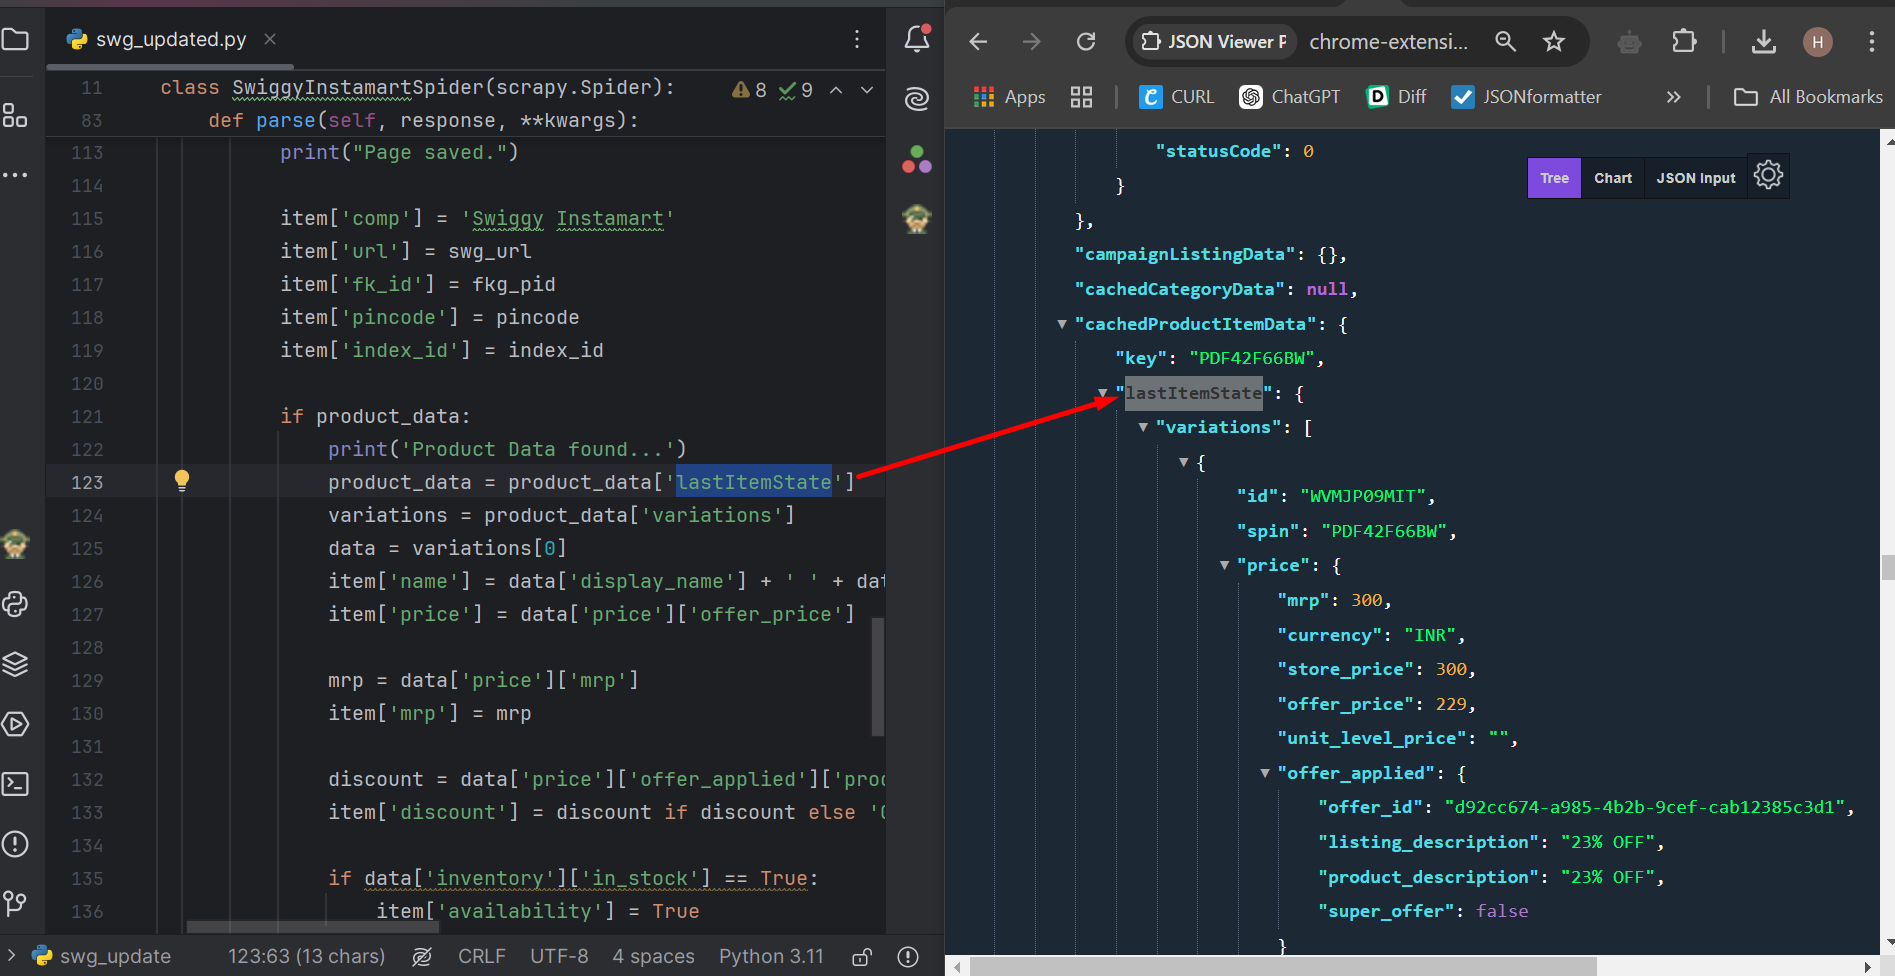 swg_updated.py
11 class SwiggyInstamartSpider(scrapy.Spider): 8 9
83 def parse(self, response, **kwargs):
113 print("Page saved.")
114
115 item['comp'] = 'Swiggy Instamart'
116 item['url'] = swg_url
117 item['fk_id'] = fkg_pid
118 item['pincode'] = pincode
119 item['index_id'] = index_id
120
121 if product_data:
122 print('Product Data found...')
123 product_data = product_data['lastItemState']
124 variations = product_data['variations']
125 data = variations[0]
126 item['name'] = data['display_name'] + ' ' + dat
127 item['price'] = data['price']['offer_price']
128
129 mrp = data['price']['mrp']
130 item['mrp'] = mrp
131
132 discount = data['price']['offer_applied']['prod
133 item['discount'] = discount if discount else '0
134
135 if data['inventory']['in_stock'] == True:
136 item['availability'] = True
swg_update 123:63 (13 chars) CRLF UTF-8 4 spaces Python 3.11
JSON Viewer P chrome-extensi... H
Apps CURL ChatGPT Diff JSONformatter » All Bookmarks
Tree Chart JSON Input
"statusCode": 0
}
},
"campaignListingData": {},
"cachedCategoryData": null,
"cachedProductItemData": {
"key": "PDF42F66BW",
"lastItemState": {
"variations": [
{
"id": "WVMJP09MIT",
"spin": "PDF42F66BW",
"price": {
"mrp": 300,
"currency": "INR",
"store_price": 300,
"offer_price": 229,
"unit_level_price": "",
"offer_applied": {
"offer_id": "d92cc674-a985-4b2b-9cef-cab12385c3d1",
"listing_description": "23% OFF",
"product_description": "23% OFF",
"super_offer": false
}